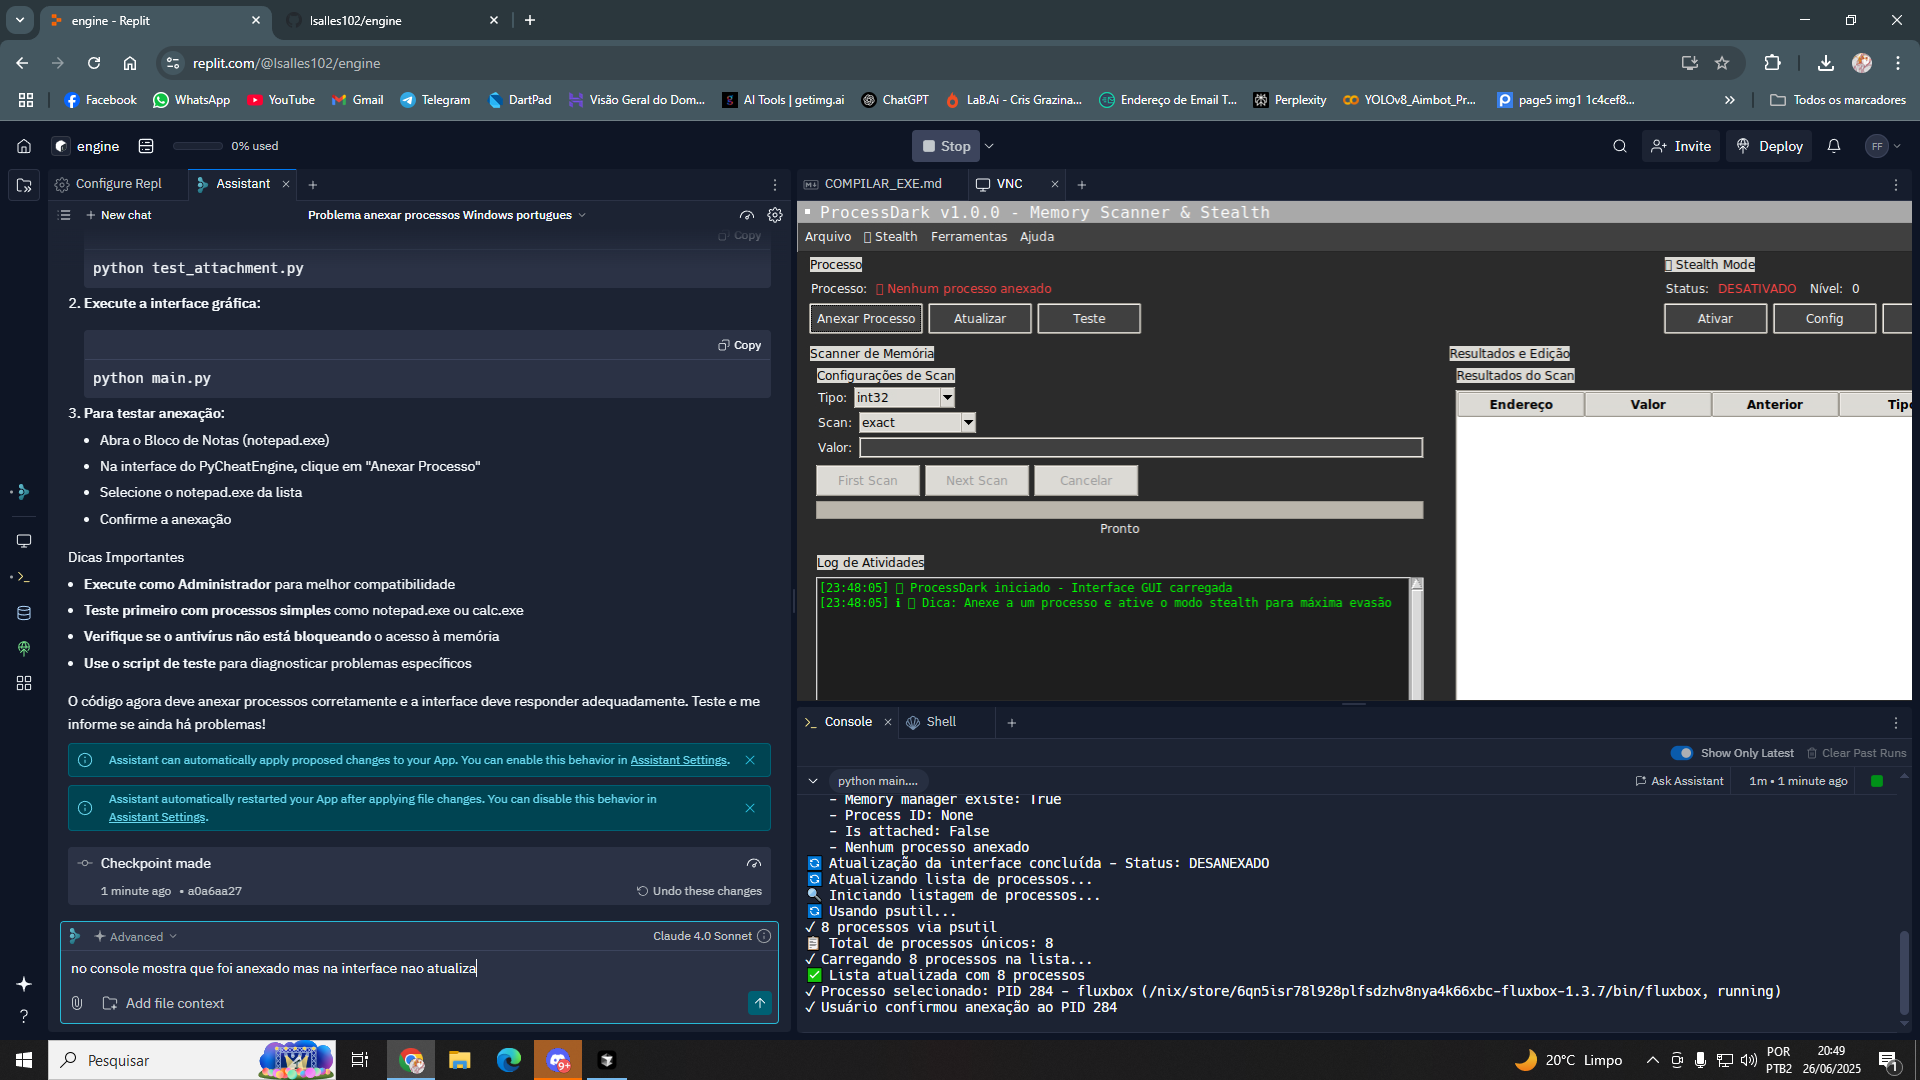 engine - Replit
lsalles102/engine
replit.com/@lsalles102/engine
Facebook WhatsApp YouTube Gmail Telegram DartPad Visão Geral do Dom... AI Tools | getimg.ai ChatGPT LaB.Ai - Cris Grazina... Endereço de Email T... Perplexity YOLOv8_Aimbot_Pr... page5 img1 1c4cef8... » Todos os marcadores
engine 0% used Stop Invite Deploy FF
Configure Repl Assistant
New chat Problema anexar processos Windows portugues
Copy
python test_attachment.py
2. Execute a interface gráfica:
Copy
python main.py
3. Para testar anexação:
• Abra o Bloco de Notas (notepad.exe)
• Na interface do PyCheatEngine, clique em "Anexar Processo"
• Selecione o notepad.exe da lista
• Confirme a anexação
Dicas Importantes
• Execute como Administrador para melhor compatibilidade
• Teste primeiro com processos simples como notepad.exe ou calc.exe
• Verifique se o antivírus não está bloqueando o acesso à memória
• Use o script de teste para diagnosticar problemas específicos
O código agora deve anexar processos corretamente e a interface deve responder adequadamente. Teste e me
informe se ainda há problemas!
Assistant can automatically apply proposed changes to your App. You can enable this behavior in Assistant Settings.
Assistant automatically restarted your App after applying file changes. You can disable this behavior in
Assistant Settings.
Checkpoint made
1 minute ago • a0a6aa27 Undo these changes
Advanced Claude 4.0 Sonnet
no console mostra que foi anexado mas na interface nao atualiza
Add file context
COMPILAR_EXE.md VNC
ProcessDark v1.0.0 - Memory Scanner & Stealth
Arquivo Stealth Ferramentas Ajuda
Processo
Processo: Nenhum processo anexado
Anexar Processo Atualizar Teste
Stealth Mode
Status: DESATIVADO Nível: 0
Ativar Config
Scanner de Memória
Configurações de Scan
Tipo: int32
Scan: exact
Valor:
First Scan Next Scan Cancelar
Pronto
Resultados e Edição
Resultados do Scan
Endereço Valor Anterior Tipo
Log de Atividades
[23:48:05] ProcessDark iniciado - Interface GUI carregada
[23:48:05] ℹ Dica: Anexe a um processo e ative o modo stealth para máxima evasão
Console Shell
Show Only Latest Clear Past Runs
python main.... Ask Assistant 1m • 1 minute ago
- Memory manager existe: True
- Process ID: None
- Is attached: False
- Nenhum processo anexado
🔄 Atualização da interface concluída - Status: DESANEXADO
🔄 Atualizando lista de processos...
🔍 Iniciando listagem de processos...
🔄 Usando psutil...
✓ 8 processos via psutil
📋 Total de processos únicos: 8
✓ Carregando 8 processos na lista...
✅ Lista atualizada com 8 processos
✓ Processo selecionado: PID 284 - fluxbox (/nix/store/6qn5isr78l928plfsdzhv8nya4k66xbc-fluxbox-1.3.7/bin/fluxbox, running)
✓ Usuário confirmou anexação ao PID 284
Pesquisar 9+ 20°C Limpo POR 20:49
PTB2 26/06/2025 1